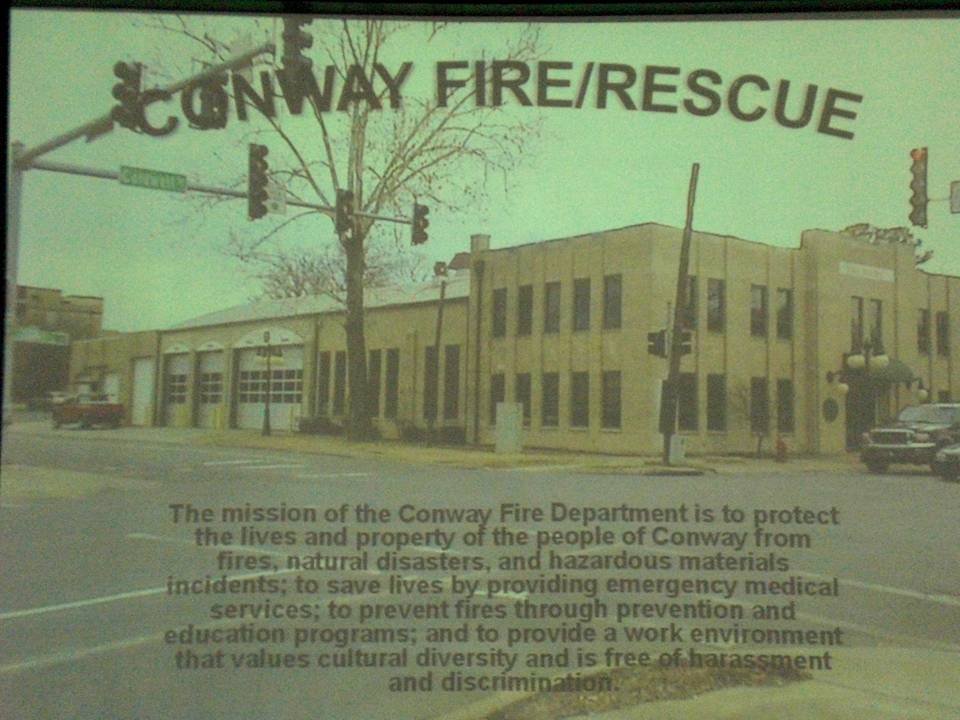 CONWAY FIRE/RESCUE
The mission of the Conway Fire Department is to protect
the lives and property of the people of Conway from
fires, natural disasters, and hazardous materials
incidents; to save lives by providing emergency medical
services; to prevent fires through prevention and
education programs; and to provide a work environment
that values cultural diversity and is free of harassment
and discrimination.